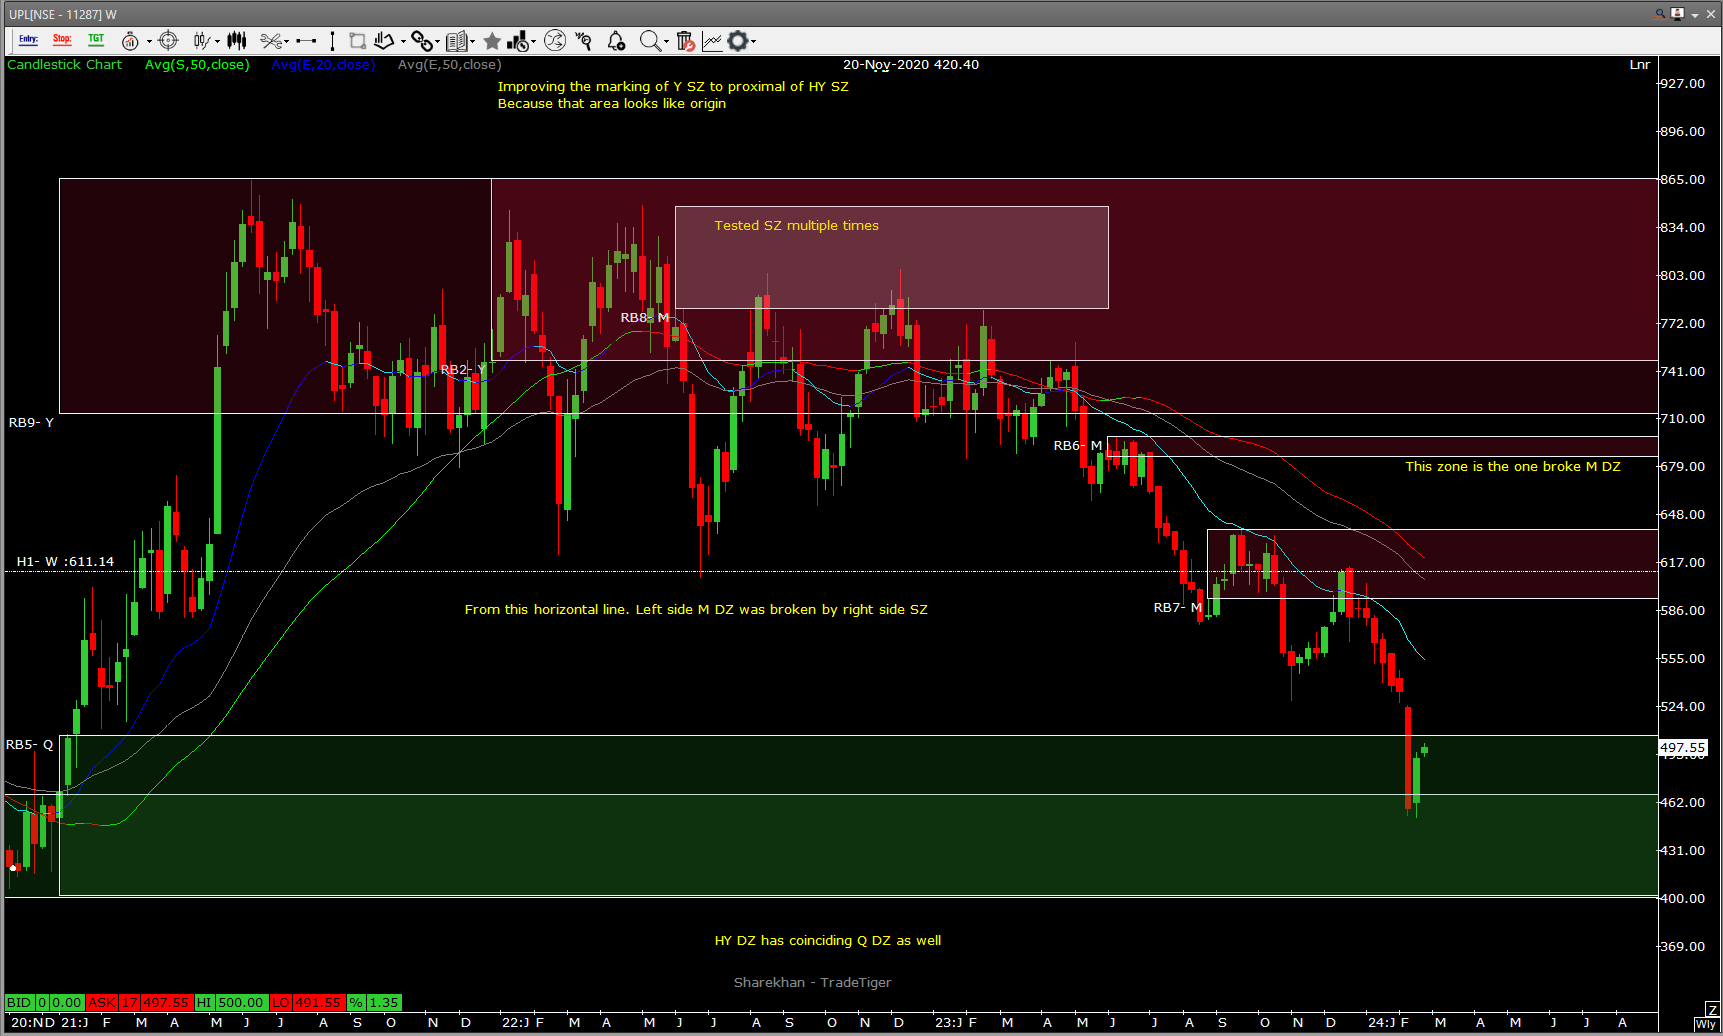 UPL[NSE - 11287] W
Entry: Stop: TGT
Candlestick Chart Avg(S,50,close) Avg(E,20,close) Avg(E,50,close) 20-Nov-2020 420.40 Lnr
Improving the marking of Y SZ to proximal of HY SZ
Because that area looks like origin
927.00
896.00
865.00
834.00
Tested SZ multiple times
803.00
RB8- M
772.00
RB2- Y
741.00
RB9- Y
710.00
RB6- M
This zone is the one broke M DZ
679.00
648.00
H1- W :611.14
617.00
From this horizontal line. Left side M DZ was broken by right side SZ
RB7- M
586.00
555.00
524.00
RB5- Q
497.55
493.00
462.00
431.00
400.00
HY DZ has coinciding Q DZ as well
369.00
Sharekhan - TradeTiger
BID 0 0.00 ASK 17 497.55 HI 500.00 LO 491.55 % 1.35
Z
20:ND 21:J F M A M J J A S O N D 22:J F M A M J J A S O N D 23:J F M A M J J A S O N D 24:J F M A M J J A
Wly